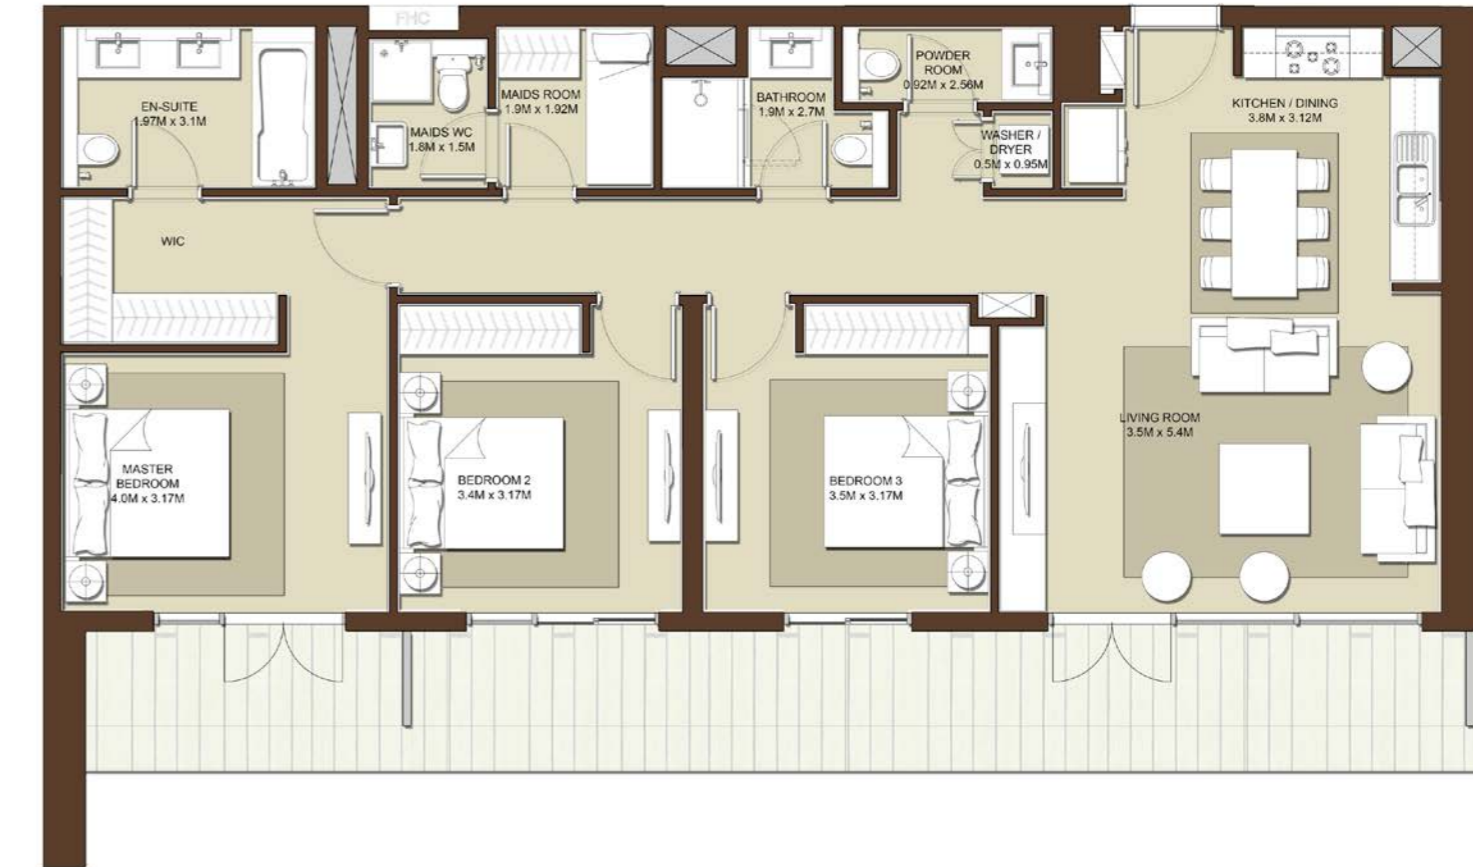 FHC
EN-SUITE
1.97M x 3.1M
MAIDS WC
1.8M x 1.5M
MAIDS ROOM
1.9M x 1.92M
BATHROOM
1.9M x 2.7M
POWDER
ROOM
0.92M x 2.56M
WASHER /
DRYER
0.5M x 0.95M
KITCHEN / DINING
3.8M x 3.12M
WIC
MASTER
BEDROOM
4.0M x 3.17M
BEDROOM 2
3.4M x 3.17M
BEDROOM 3
3.5M x 3.17M
LIVING ROOM
3.5M x 5.4M